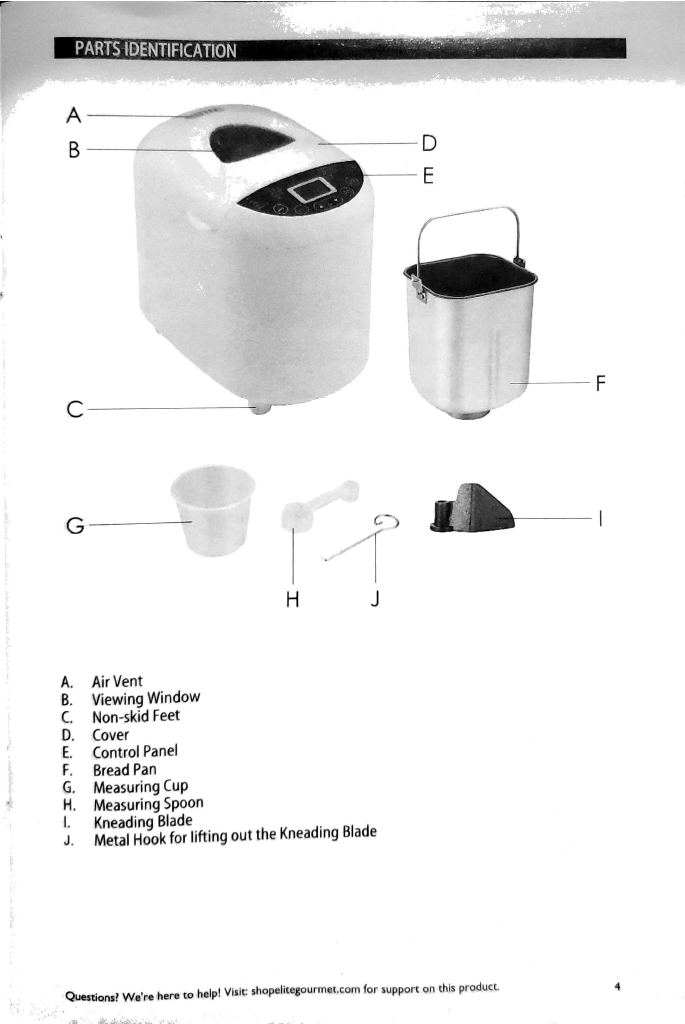 PARTS IDENTIFICATION
A
B
D
E
F
C
G
I
H J
A. Air Vent
B. Viewing Window
C. Non-skid Feet
D. Cover
E. Control Panel
F. Bread Pan
G. Measuring Cup
H. Measuring Spoon
I. Kneading Blade
J. Metal Hook for lifting out the Kneading Blade
Questions? We're here to help! Visit: shopelitegourmet.com for support on this product. 4